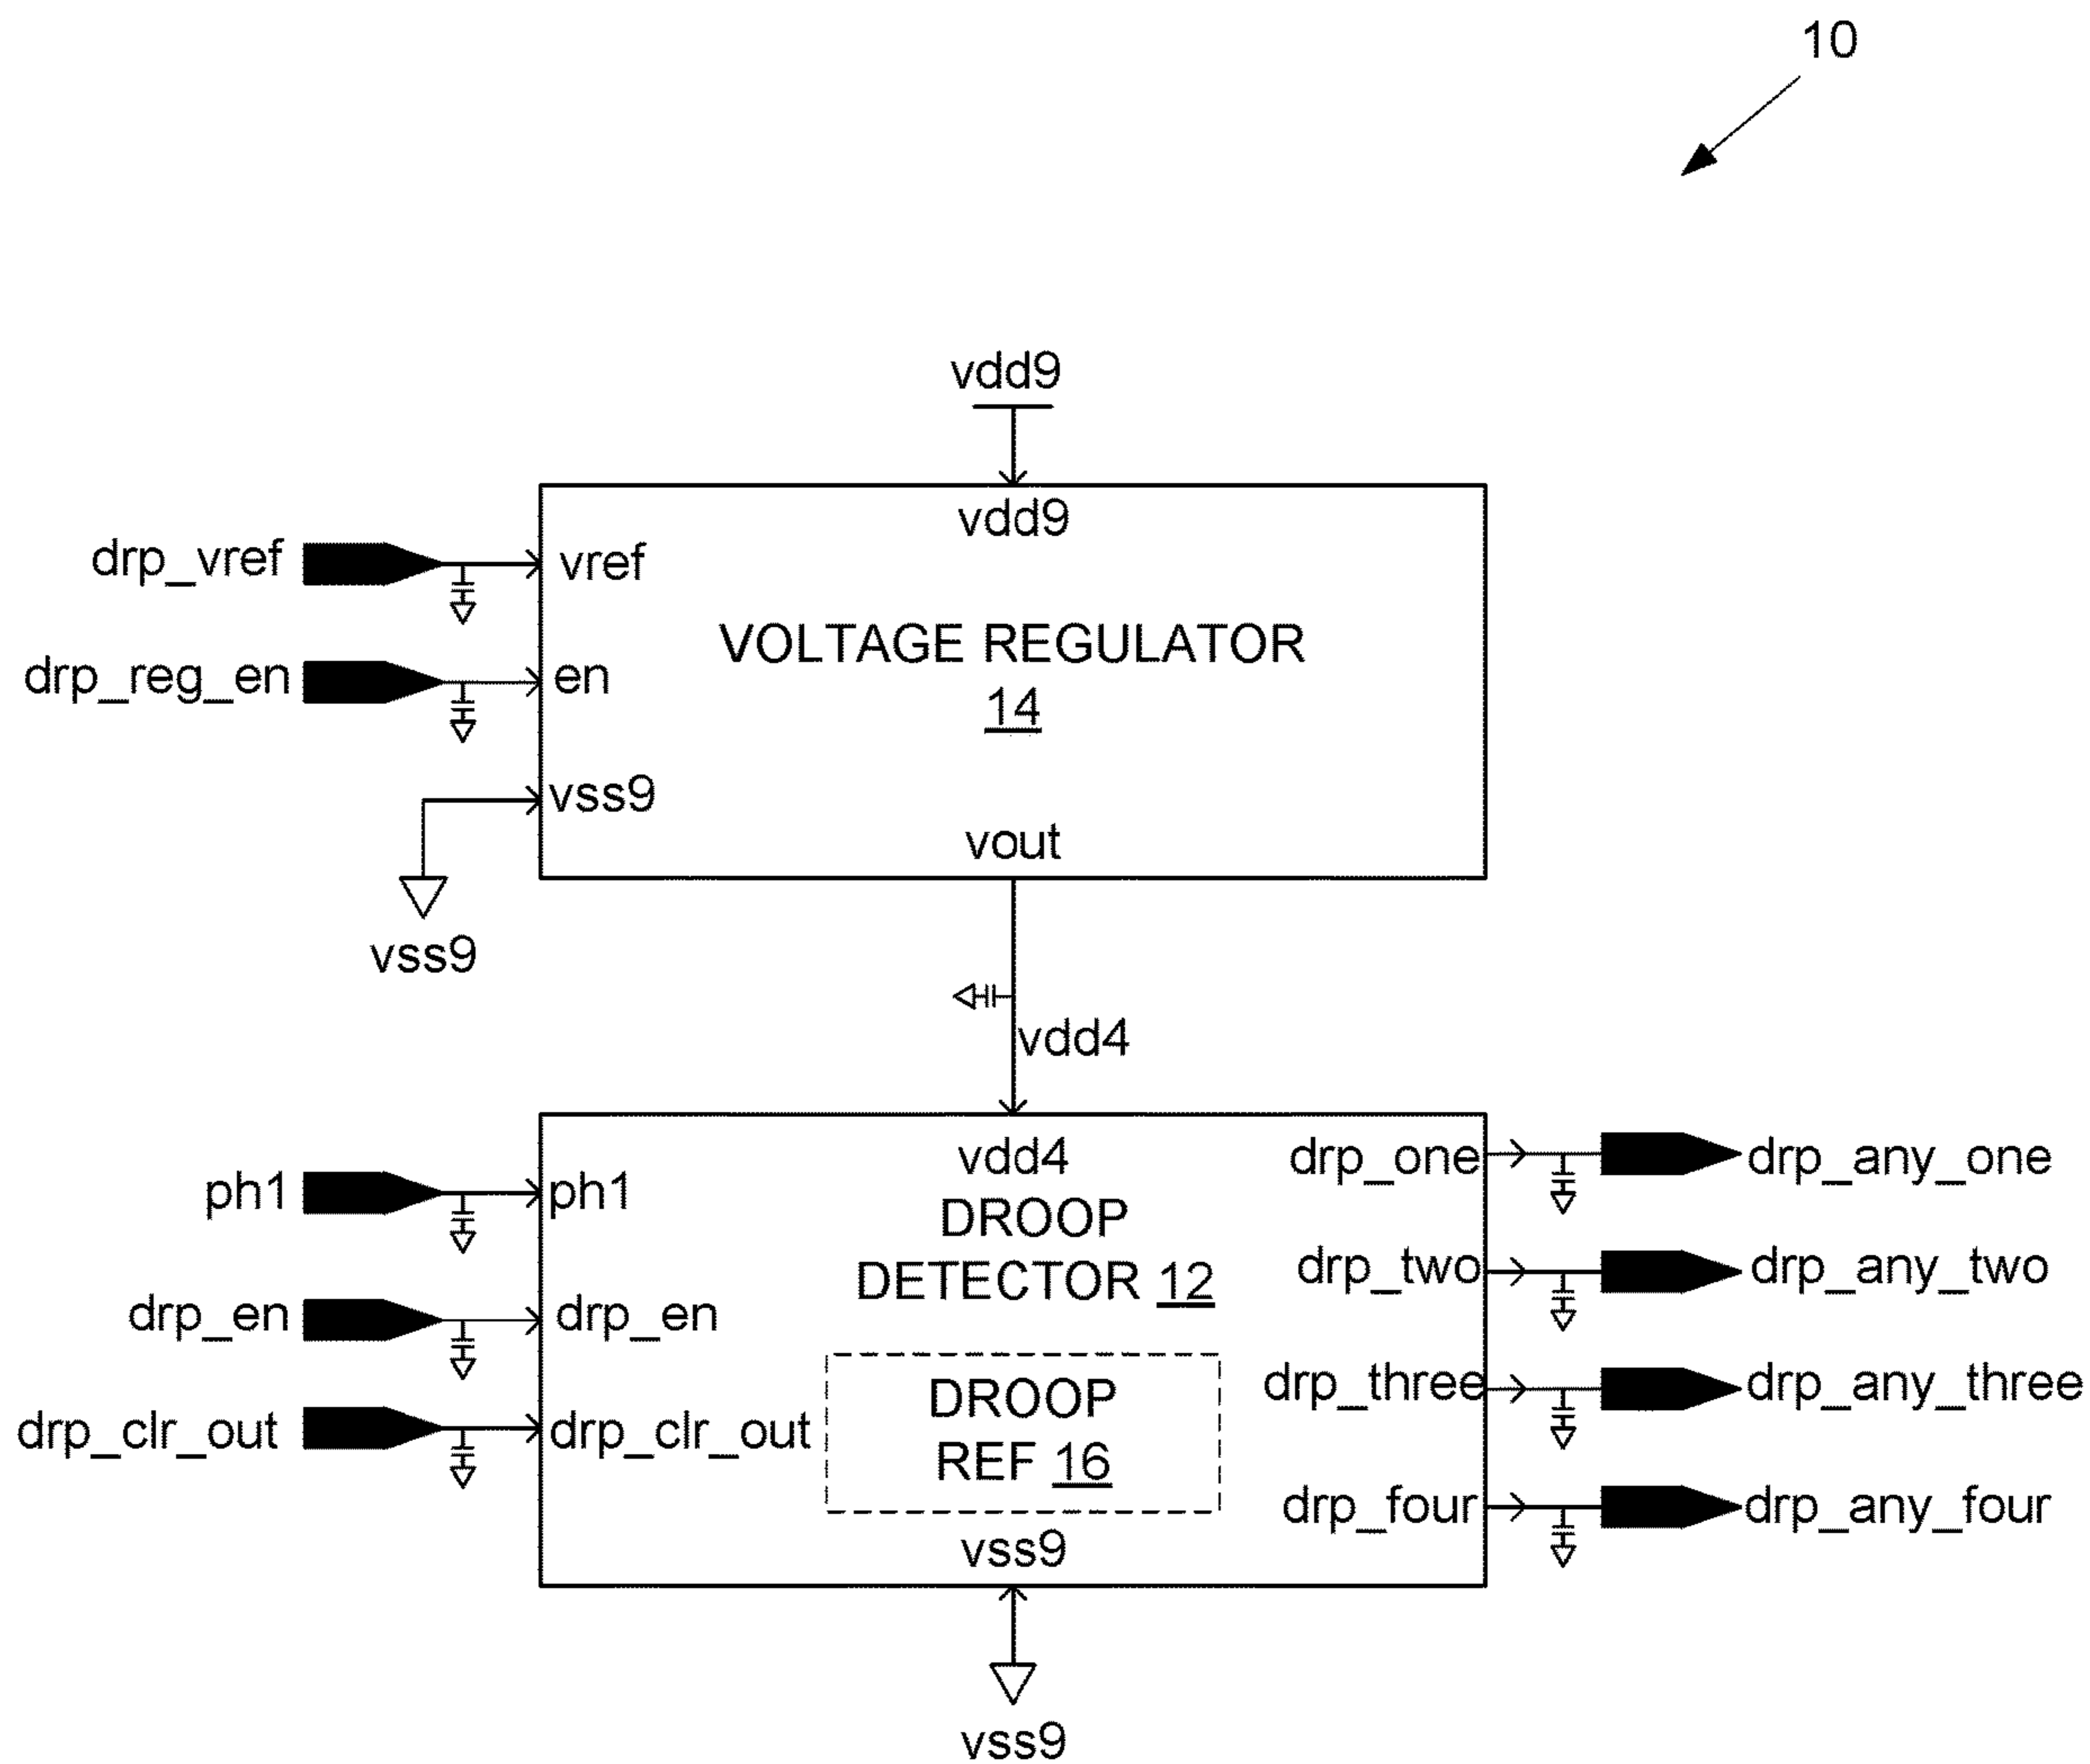 10
vdd9
vdd9
drp_vref
vref
VOLTAGE REGULATOR
14
drp_reg_en
en
vss9
vout
vss9
vdd4
vdd4
ph1
ph1
DROOP
DETECTOR 12
drp_one
drp_any_one
drp_two
drp_any_two
drp_en
drp_en
DROOP
REF 16
drp_three
drp_any_three
drp_clr_out
drp_clr_out
drp_four
drp_any_four
vss9
vss9